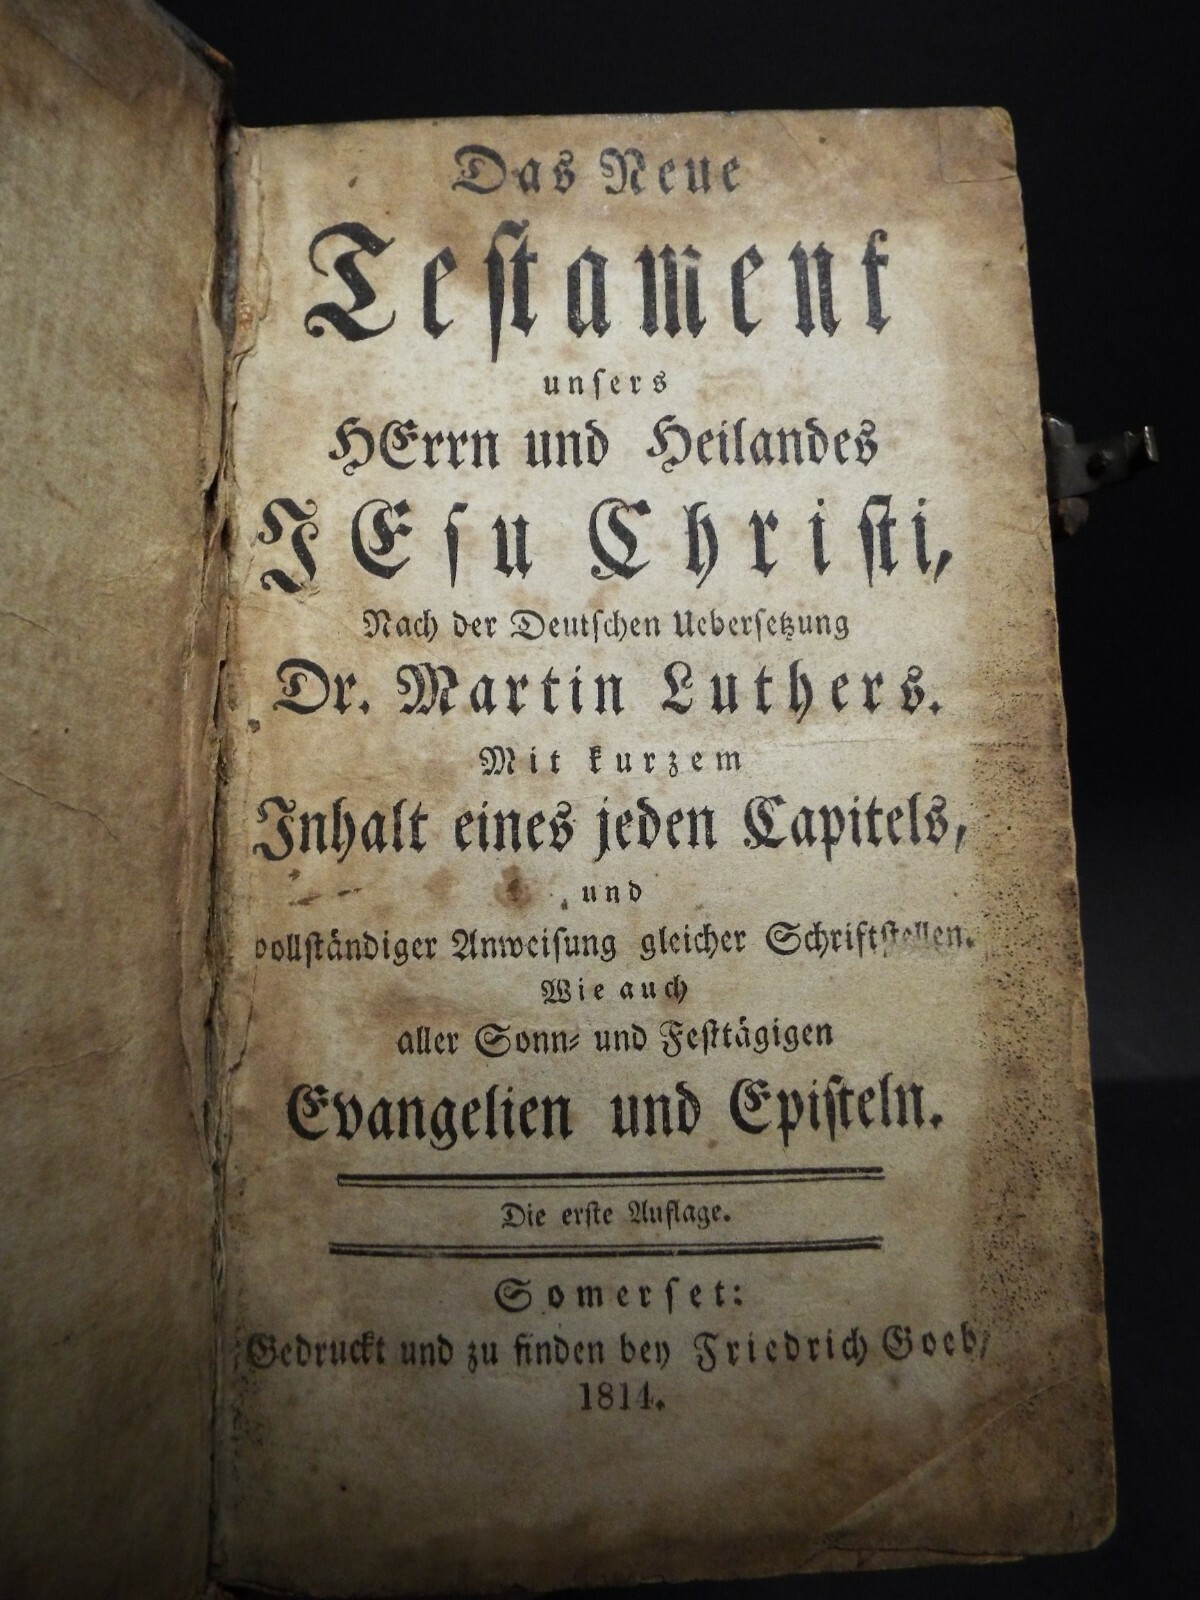 Das Neue
Testament
unsers
HErrn und Heilandes
JEsu Christi,
Nach der Deutschen Uebersetzung
Dr. Martin Luthers.
Mit kurzem
Inhalt eines jeden Capitels,
und
vollständiger Anweisung gleicher Schriftstellen.
Wie auch
aller Sonn- und Festtägigen
Evangelien und Episteln.
Die erste Auflage.
Somerset:
Gedruckt und zu finden bey Friedrich Goeb,
1814.